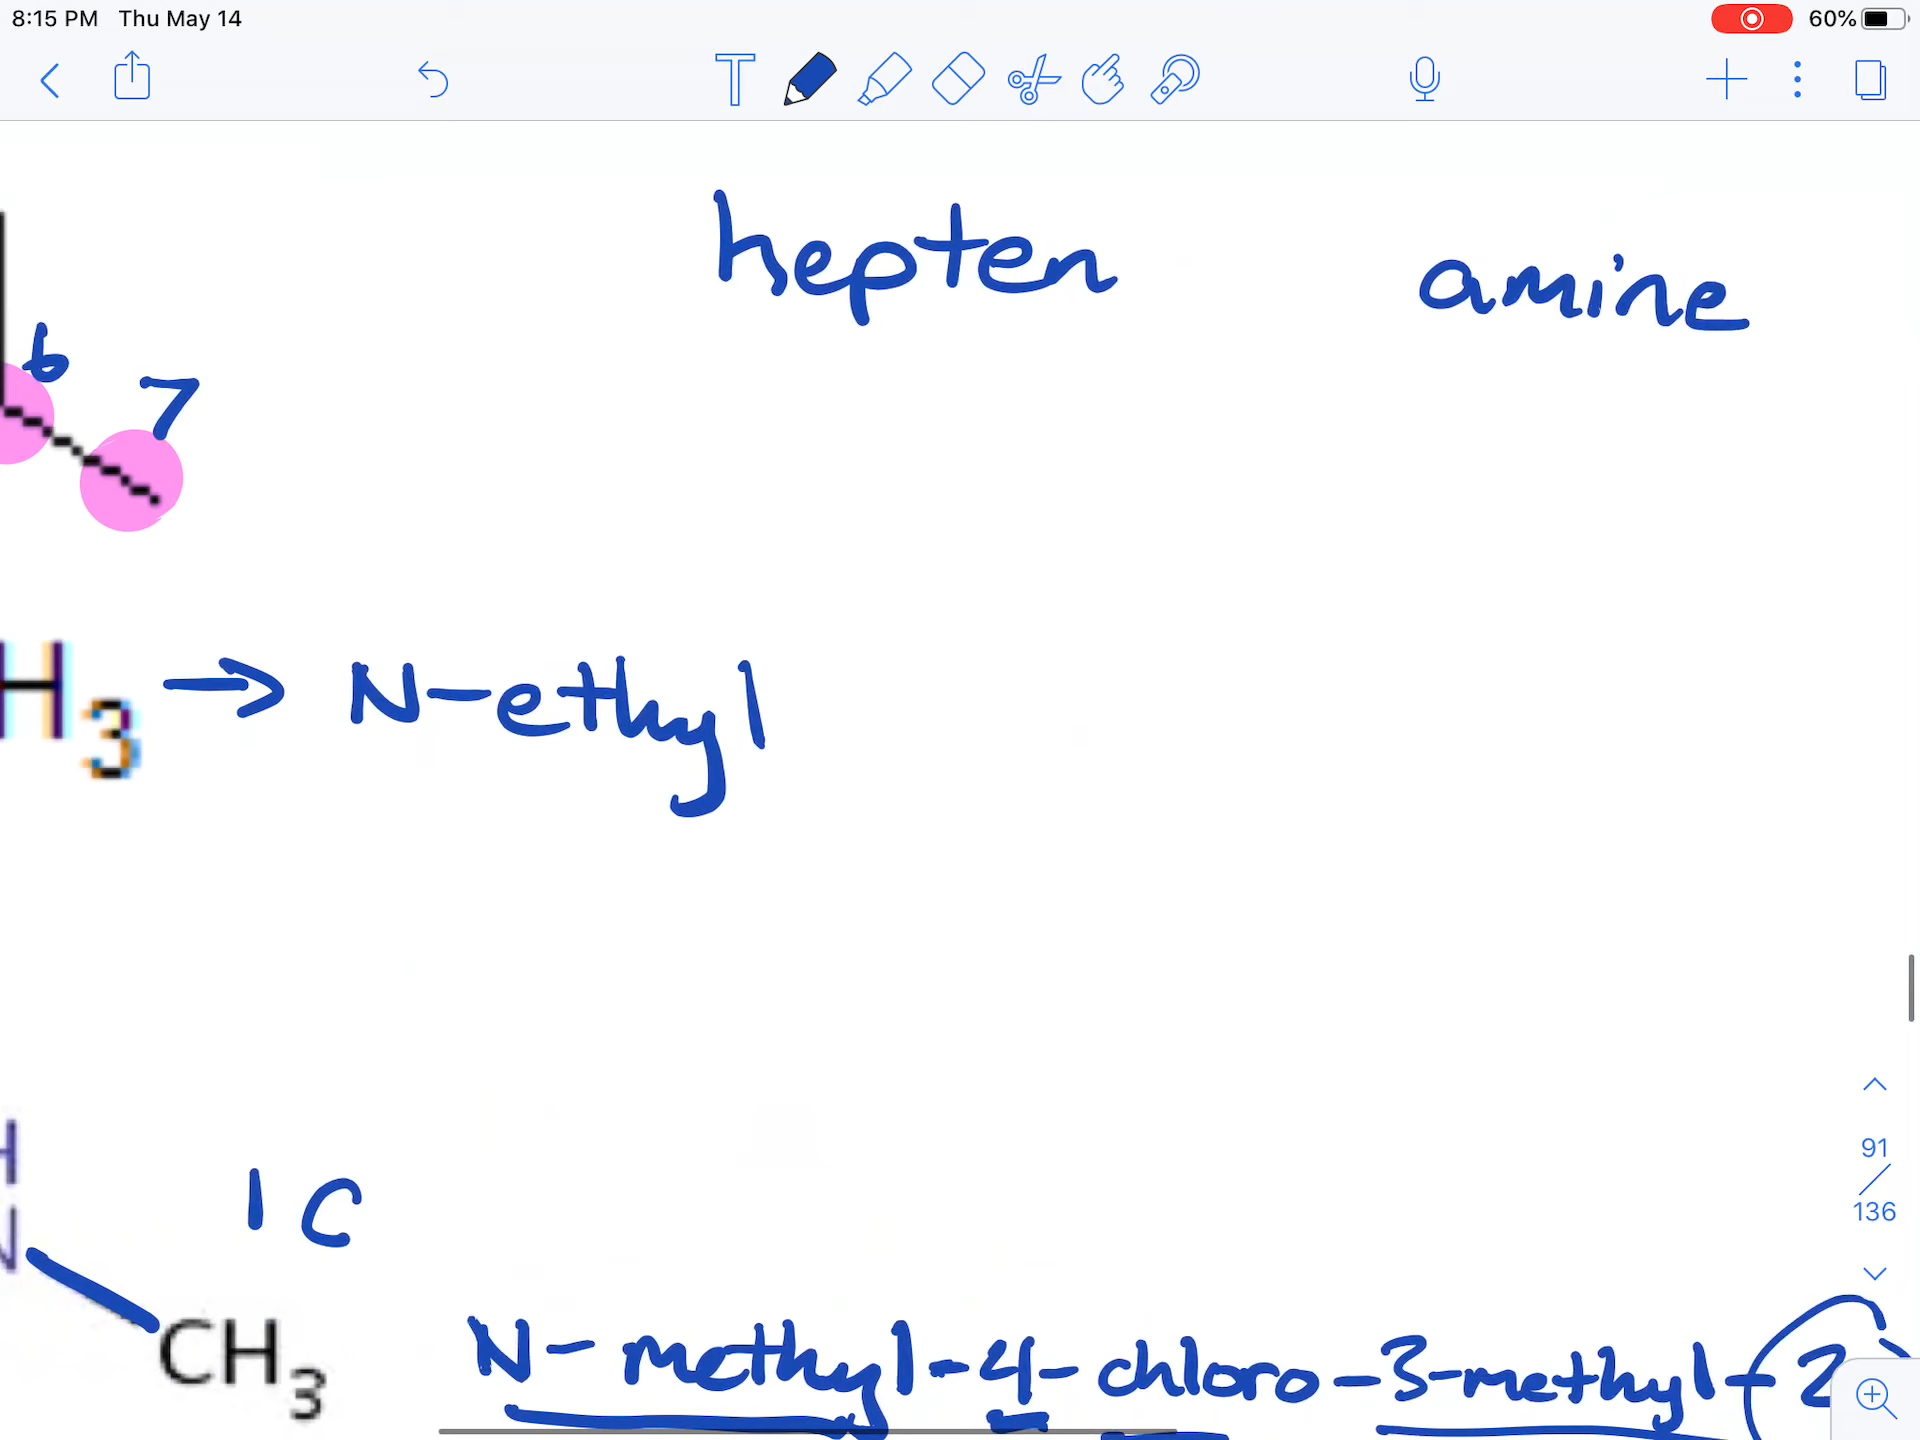 8:15 PM Thu May 14
60%
T
hepten amine
6
7
H3 → N-ethyl
91
136
H
N
1 C
CH3
N-methyl-4-chloro-3-methyl-2